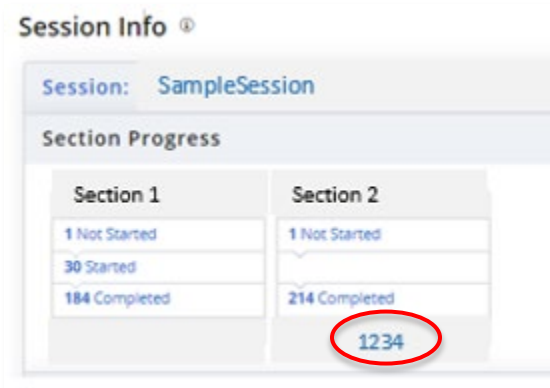 Session Info
Session: SampleSession
Section Progress
Section 1 Section 2
1 Not Started 1 Not Started
30 Started
184 Completed 214 Completed
1234